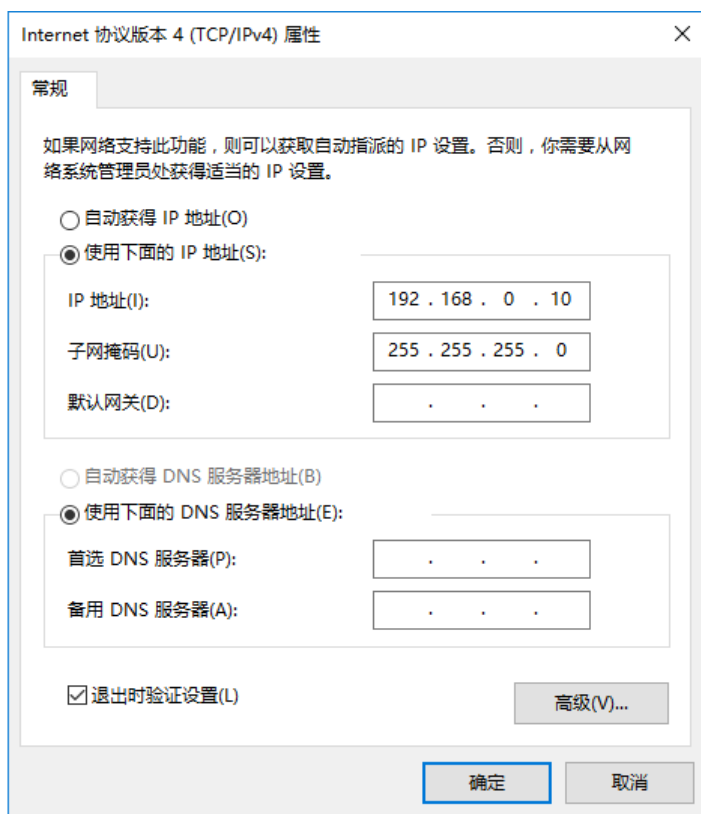 Internet 协议版本 4 (TCP/IPv4) 属性
常规
如果网络支持此功能，则可以获取自动指派的 IP 设置。否则，你需要从网
络系统管理员处获得适当的 IP 设置。
自动获得 IP 地址(O)
使用下面的 IP 地址(S):
IP 地址(I): 192 . 168 . 0 . 10
子网掩码(U): 255 . 255 . 255 . 0
默认网关(D): . . .
自动获得 DNS 服务器地址(B)
使用下面的 DNS 服务器地址(E):
首选 DNS 服务器(P): . . .
备用 DNS 服务器(A): . . .
退出时验证设置(L)
高级(V)...
确定 取消